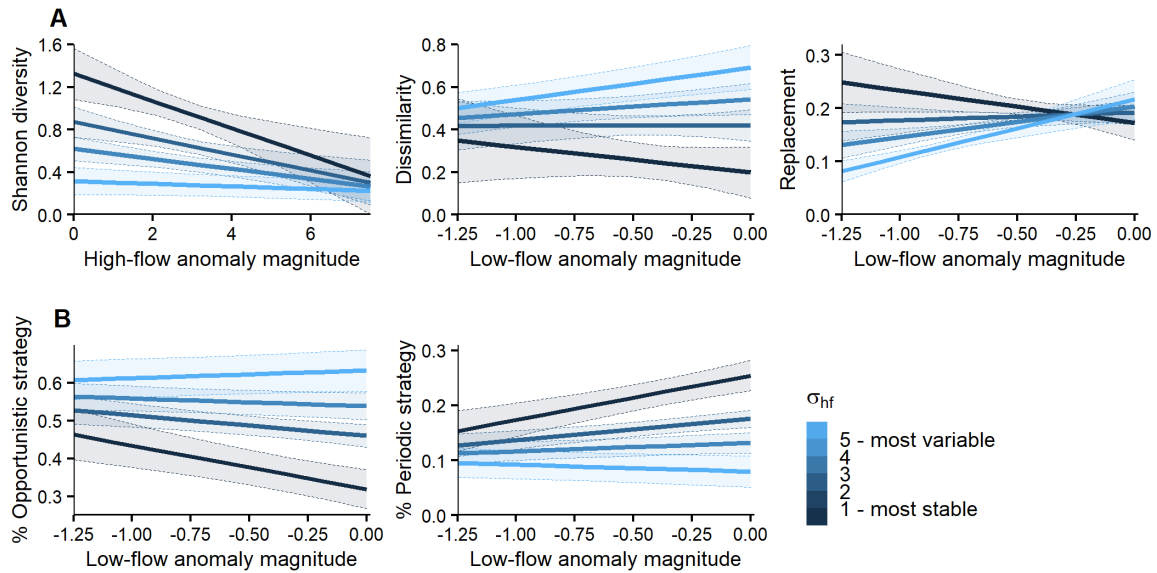 A
Shannon diversity
1.6
1.2
0.8
0.4
0.0
0 2 4 6
High-flow anomaly magnitude
Dissimilarity
0.8
0.6
0.4
0.2
0.0
-1.25 -1.00 -0.75 -0.50 -0.25 0.00
Low-flow anomaly magnitude
Replacement
0.3
0.2
0.1
0.0
-1.25 -1.00 -0.75 -0.50 -0.25 0.00
Low-flow anomaly magnitude
B
% Opportunistic strategy
0.6
0.5
0.4
0.3
-1.25 -1.00 -0.75 -0.50 -0.25 0.00
Low-flow anomaly magnitude
% Periodic strategy
0.3
0.2
0.1
0.0
-1.25 -1.00 -0.75 -0.50 -0.25 0.00
Low-flow anomaly magnitude
σhf
5 - most variable
4
3
2
1 - most stable